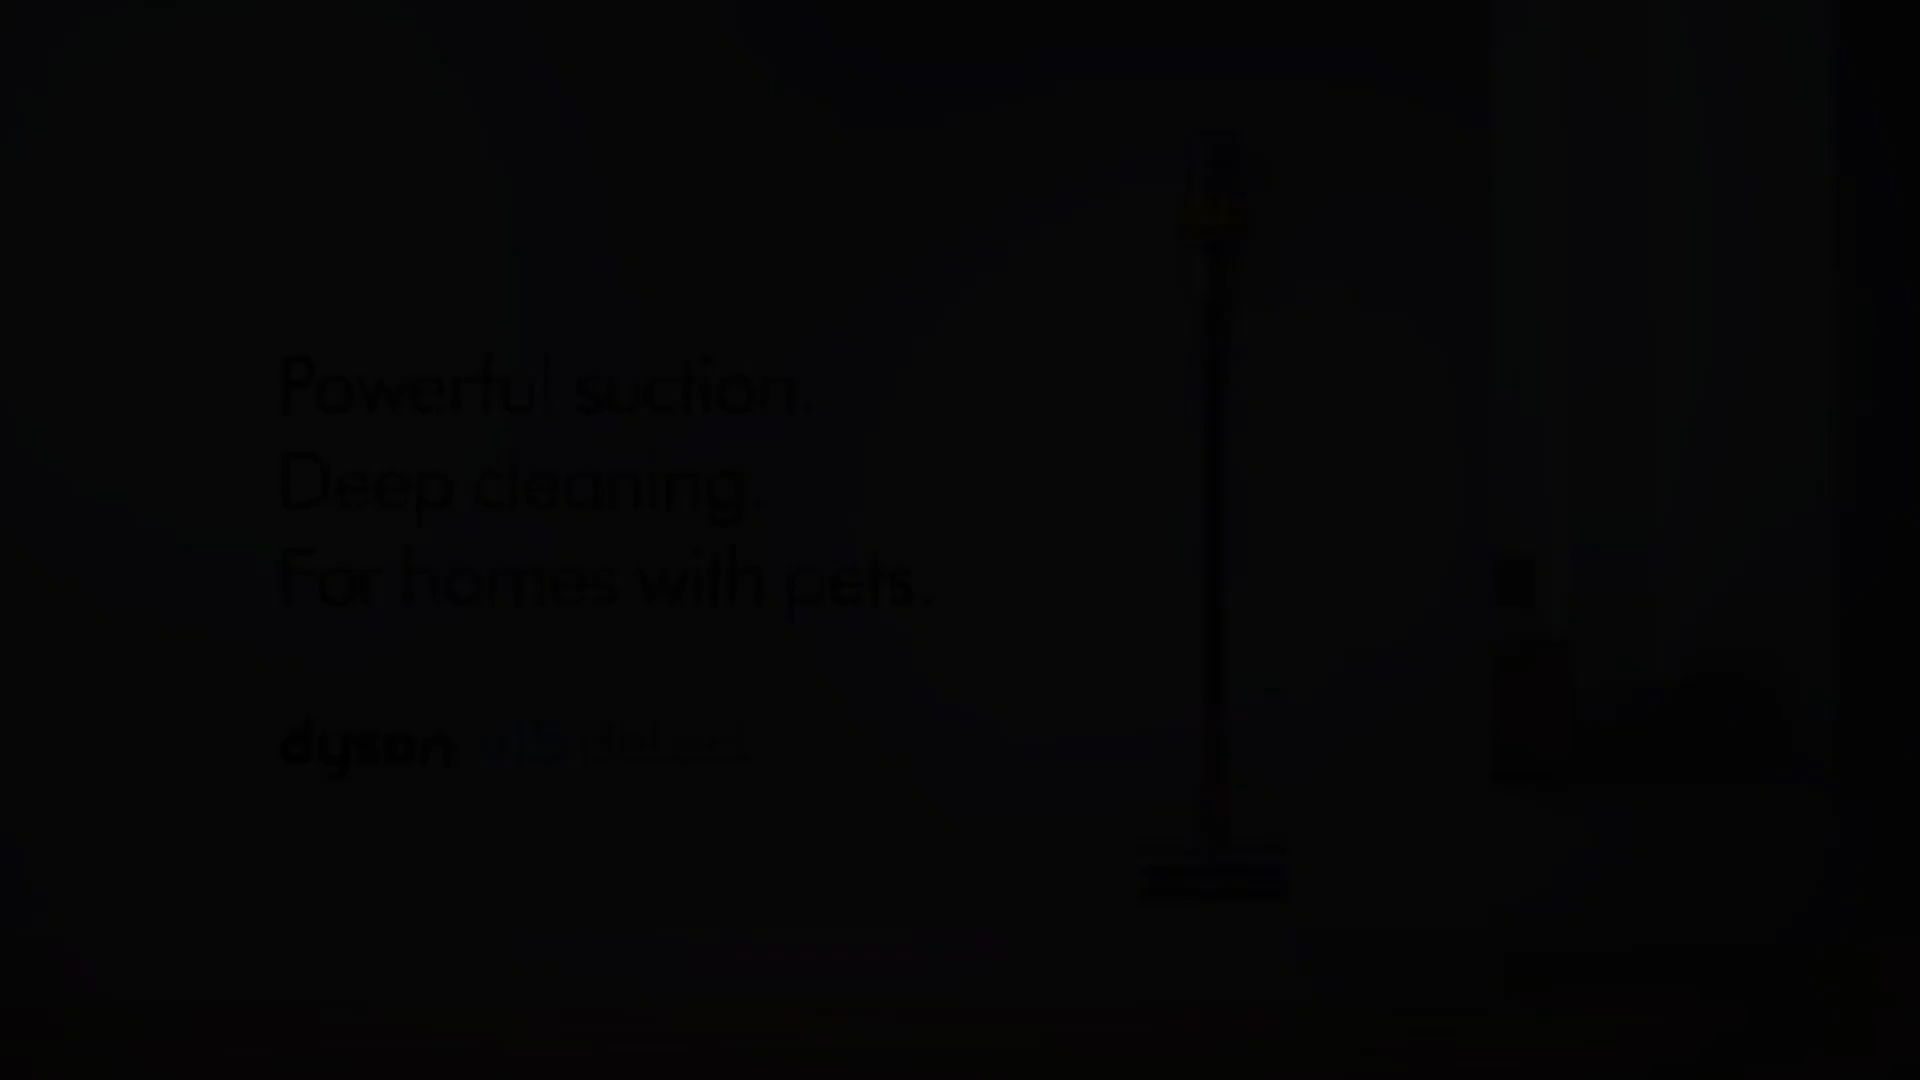 Powerful suction.
Deep cleaning.
For homes with pets.
dyson